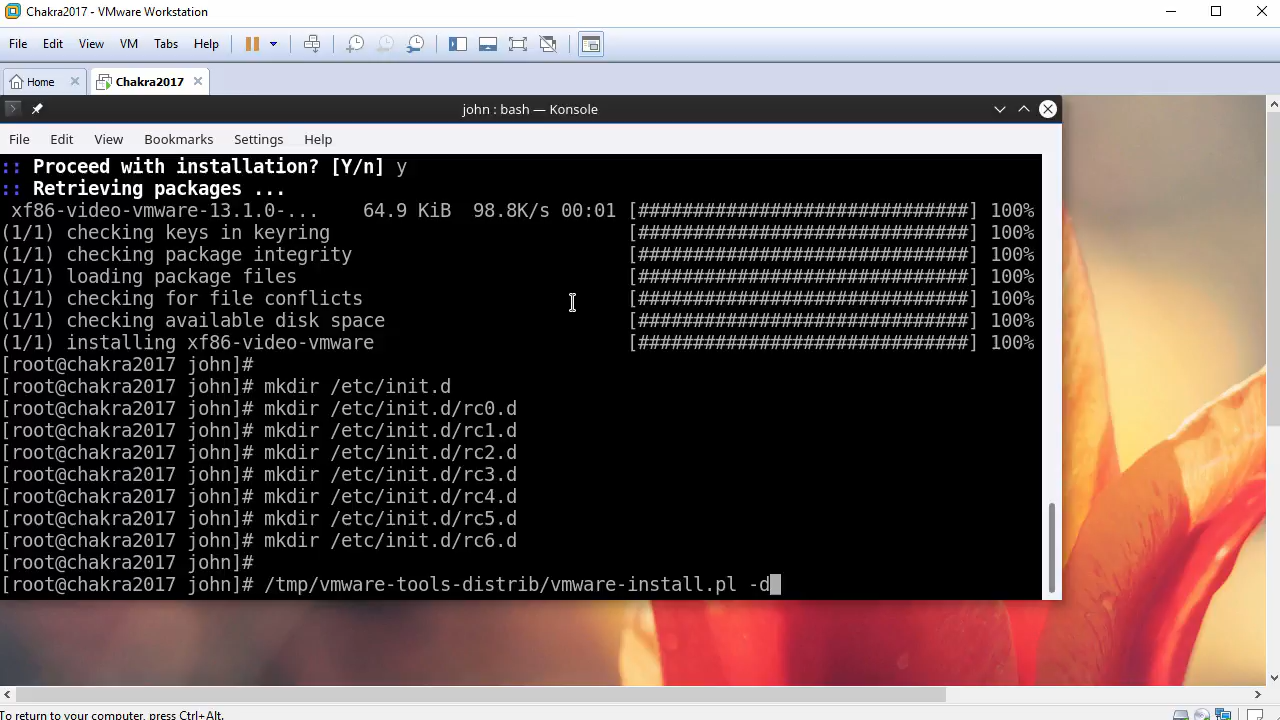 Chakra2017 - VMware Workstation
File Edit View VM Tabs Help
Home Chakra2017
john : bash — Konsole
File Edit View Bookmarks Settings Help
:: Proceed with installation? [Y/n] y
:: Retrieving packages ...
xf86-video-vmware-13.1.0-... 64.9 KiB 98.8K/s 00:01 [##############################] 100%
(1/1) checking keys in keyring [##############################] 100%
(1/1) checking package integrity [##############################] 100%
(1/1) loading package files [##############################] 100%
(1/1) checking for file conflicts [##############################] 100%
(1/1) checking available disk space [##############################] 100%
(1/1) installing xf86-video-vmware [##############################] 100%
[root@chakra2017 john]#
[root@chakra2017 john]# mkdir /etc/init.d
[root@chakra2017 john]# mkdir /etc/init.d/rc0.d
[root@chakra2017 john]# mkdir /etc/init.d/rc1.d
[root@chakra2017 john]# mkdir /etc/init.d/rc2.d
[root@chakra2017 john]# mkdir /etc/init.d/rc3.d
[root@chakra2017 john]# mkdir /etc/init.d/rc4.d
[root@chakra2017 john]# mkdir /etc/init.d/rc5.d
[root@chakra2017 john]# mkdir /etc/init.d/rc6.d
[root@chakra2017 john]#
[root@chakra2017 john]# /tmp/vmware-tools-distrib/vmware-install.pl -d
To return to your computer, press Ctrl+Alt.